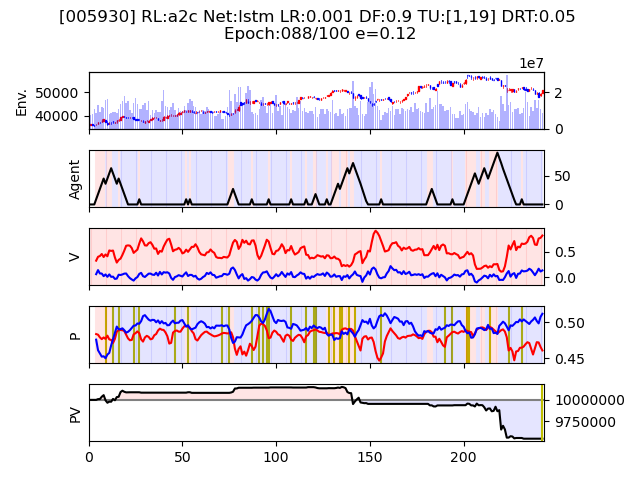 [005930] RL:a2c Net:lstm LR:0.001 DF:0.9 TU:[1,19] DRT:0.05
Epoch:088/100 e=0.12
1e7
Env.
50000
40000
2
0
Agent
50
0
V
0.5
0.0
P
0.50
0.45
PV
10000000
9750000
0 50 100 150 200